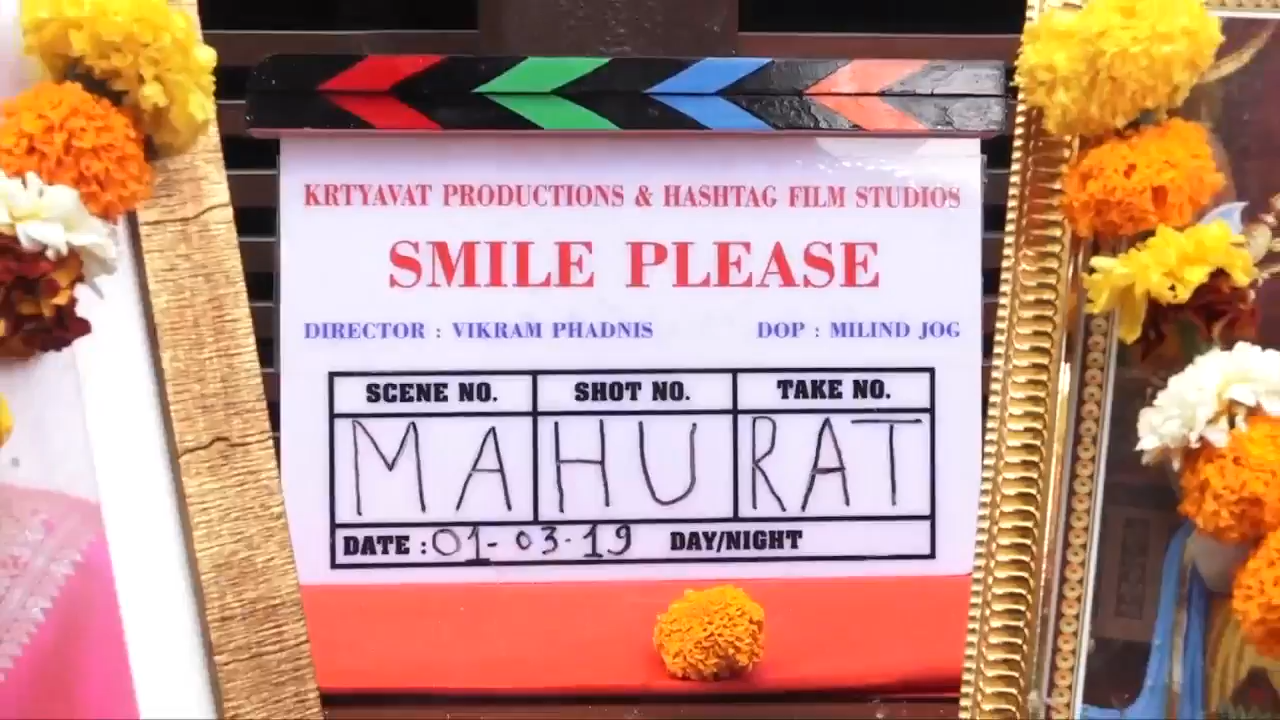 KRTYAVAT PRODUCTIONS & HASHTAG FILM STUDIOS
SMILE PLEASE
DIRECTOR : VIKRAM PHADNIS DOP : MILIND JOG
SCENE NO. SHOT NO. TAKE NO.
MAHURAT
DATE : 01-03-19 DAY/NIGHT